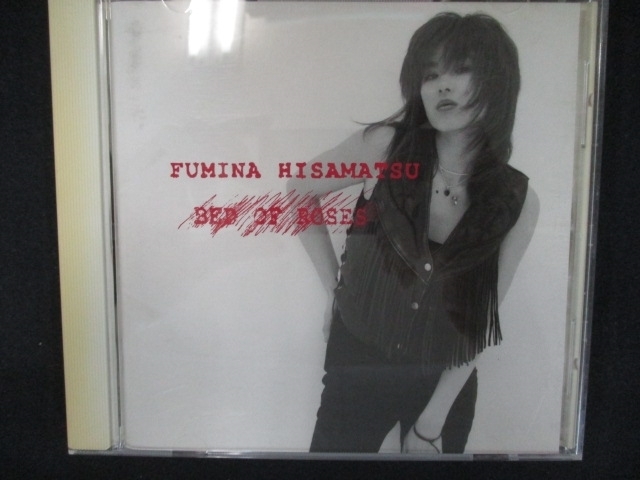 FUMINA HISAMATSU
BED OF ROSES